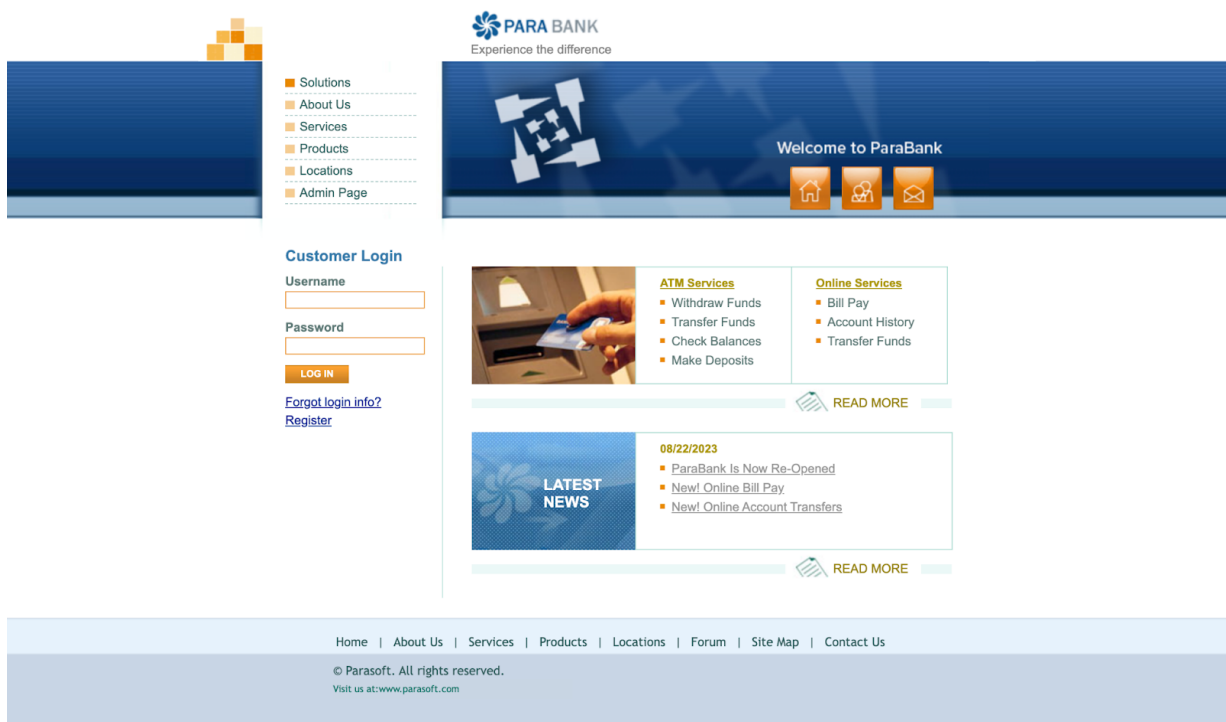 PARA BANK
Experience the difference
Solutions
About Us
Services
Products
Locations
Admin Page
Welcome to ParaBank
Customer Login
Username
Password
LOG IN
Forgot login info?
Register
ATM Services
Withdraw Funds
Transfer Funds
Check Balances
Make Deposits
Online Services
Bill Pay
Account History
Transfer Funds
READ MORE
LATEST
NEWS
08/22/2023
ParaBank Is Now Re-Opened
New! Online Bill Pay
New! Online Account Transfers
READ MORE
Home | About Us | Services | Products | Locations | Forum | Site Map | Contact Us
© Parasoft. All rights reserved.
Visit us at:www.parasoft.com